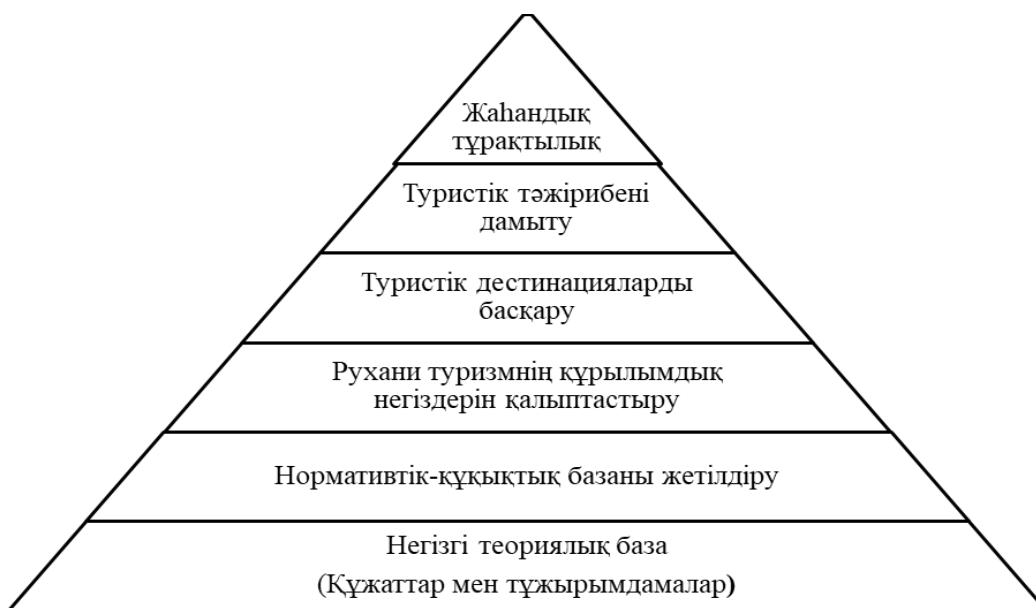 Жаһандық
тұрақтылық
Туристік тәжірибені
дамыту
Туристік дестинацияларды
басқару
Рухани туризмнің құрылымдық
негіздерін қалыптастыру
Нормативтік-құқықтық базаны жетілдіру
Негізгі теориялық база
(Құжаттар мен тұжырымдамалар)